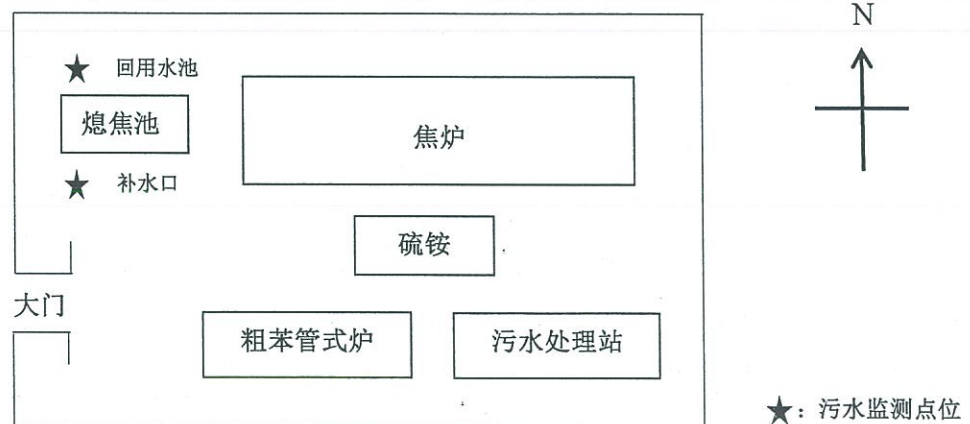 N
★ 回用水池
熄焦池
焦炉
★ 补水口
硫铵
大门
粗苯管式炉
污水处理站
★：污水监测点位